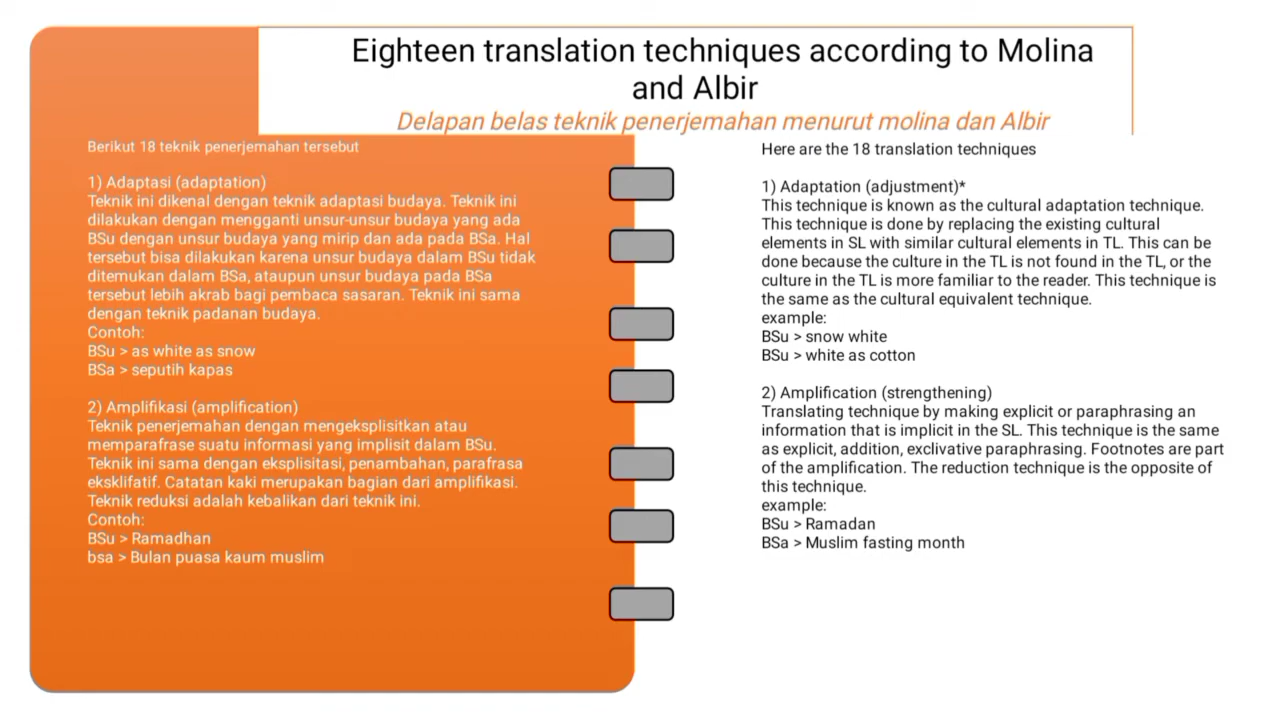 Eighteen translation techniques according to Molina
and Albir
Delapan belas teknik penerjemahan menurut molina dan Albir
Berikut 18 teknik penerjemahan tersebut
1) Adaptasi (adaptation)
Teknik ini dikenal dengan teknik adaptasi budaya. Teknik ini
dilakukan dengan mengganti unsur-unsur budaya yang ada
BSu dengan unsur budaya yang mirip dan ada pada BSa. Hal
tersebut bisa dilakukan karena unsur budaya dalam BSu tidak
ditemukan dalam BSa, ataupun unsur budaya pada BSa
tersebut lebih akrab bagi pembaca sasaran. Teknik ini sama
dengan teknik padanan budaya.
Contoh:
BSu > as white as snow
BSa > seputih kapas
2) Amplifikasi (amplification)
Teknik penerjemahan dengan mengeksplisitkan atau
memparafrase suatu informasi yang implisit dalam BSu.
Teknik ini sama dengan eksplisitasi, penambahan, parafrasa
eksklifatif. Catatan kaki merupakan bagian dari amplifikasi.
Teknik reduksi adalah kebalikan dari teknik ini.
Contoh:
BSu > Ramadhan
bsa > Bulan puasa kaum muslim
Here are the 18 translation techniques
1) Adaptation (adjustment)*
This technique is known as the cultural adaptation technique.
This technique is done by replacing the existing cultural
elements in SL with similar cultural elements in TL. This can be
done because the culture in the TL is not found in the TL, or the
culture in the TL is more familiar to the reader. This technique is
the same as the cultural equivalent technique.
example:
BSu > snow white
BSu > white as cotton
2) Amplification (strengthening)
Translating technique by making explicit or paraphrasing an
information that is implicit in the SL. This technique is the same
as explicit, addition, exclivative paraphrasing. Footnotes are part
of the amplification. The reduction technique is the opposite of
this technique.
example:
BSu > Ramadan
BSa > Muslim fasting month